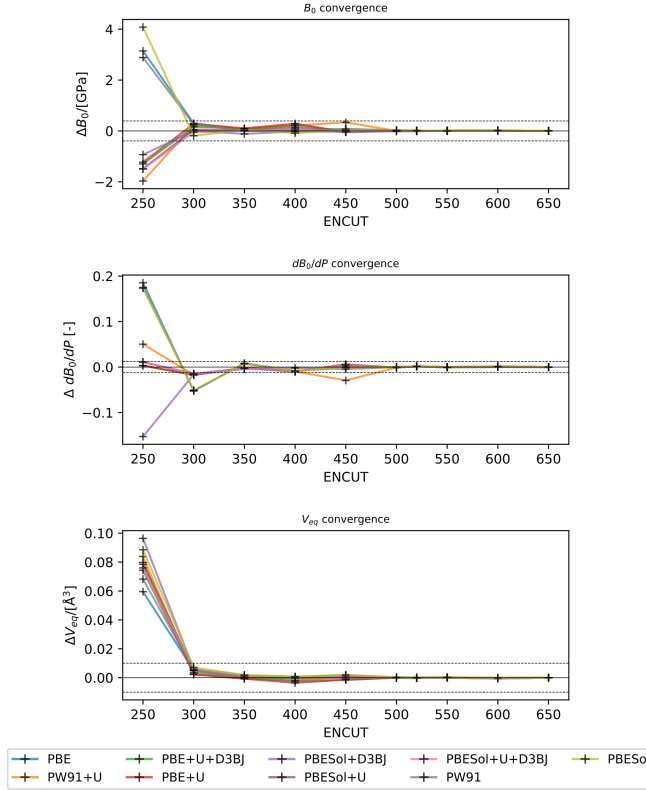 B₀ convergence
ΔB₀/[GPa]
4
2
0
−2
250 300 350 400 450 500 550 600 650
ENCUT
dB₀/dP convergence
Δ dB₀/dP [-]
0.2
0.1
0.0
−0.1
250 300 350 400 450 500 550 600 650
ENCUT
V_eq convergence
ΔV_eq/[Å³]
0.10
0.08
0.06
0.04
0.02
0.00
250 300 350 400 450 500 550 600 650
ENCUT
PBE PBE+U+D3BJ PBESol+D3BJ PBESol+U+D3BJ PBESo
PW91+U PBE+U PBESol+U PW91